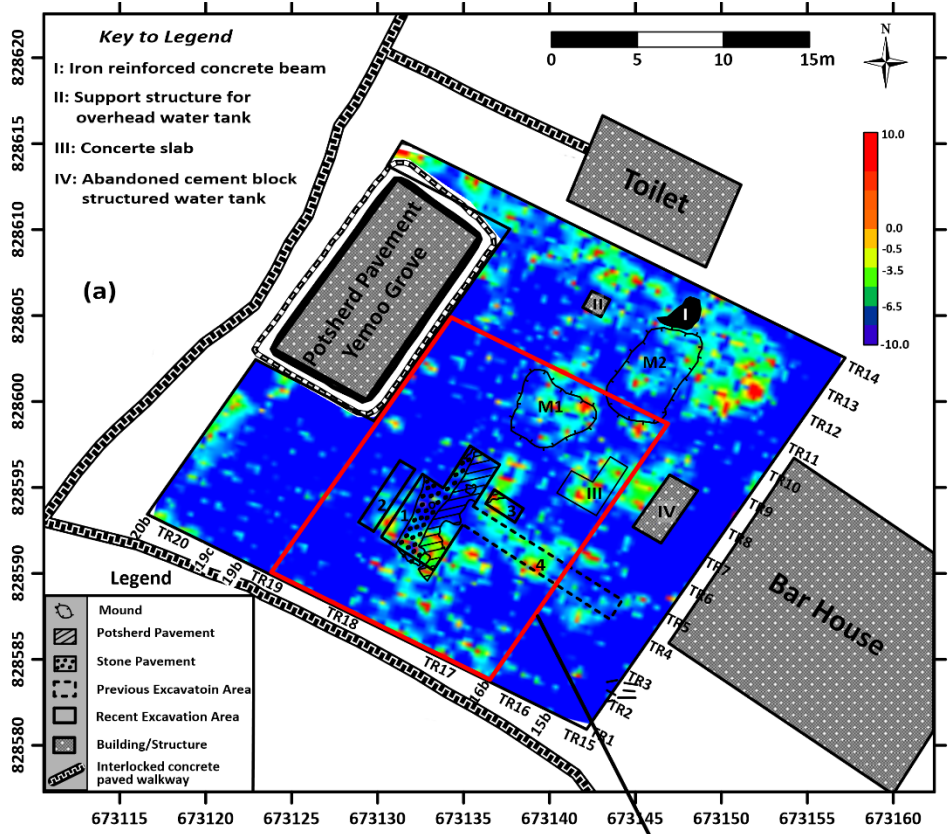 Key to Legend
I: Iron reinforced concrete beam
II: Support structure for
overhead water tank
III: Concerte slab
IV: Abandoned cement block
structured water tank
0 5 10 15m
N
10.0
0.0
-0.5
-3.5
-6.5
-10.0
(a)
Toilet
Potsherd Pavement
Yemoo Grove
Bar House
I
II
III
IV
M1
M2
1
2
3
4
TR14
TR13
TR12
TR11
TR10
TR9
TR8
TR7
TR6
TR5
TR4
TR3
TR2
TR1
TR15
15b
TR16
16b
TR17
TR18
TR19
19b
19c
TR20
20b
Legend
Mound
Potsherd Pavement
Stone Pavement
Previous Excavatoin Area
Recent Excavation Area
Building/Structure
Interlocked concrete
paved walkway
828620
828615
828610
828605
828600
828595
828590
828585
828580
673115 673120 673125 673130 673135 673140 673145 673150 673155 673160